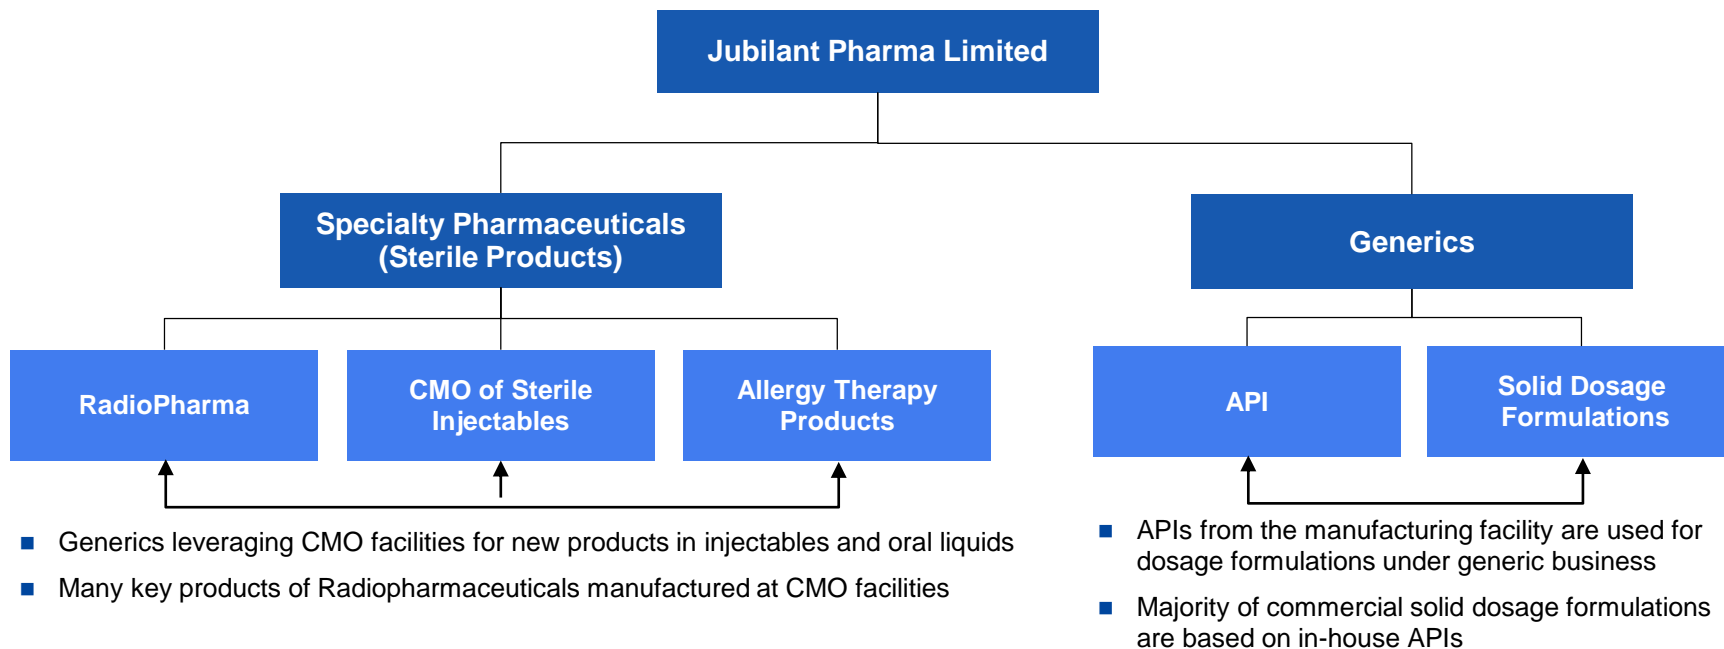 Jubilant Pharma Limited
Specialty Pharmaceuticals
(Sterile Products)
Generics
RadioPharma
CMO of Sterile
Injectables
Allergy Therapy
Products
API
Solid Dosage
Formulations
Generics leveraging CMO facilities for new products in injectables and oral liquids
Many key products of Radiopharmaceuticals manufactured at CMO facilities
APIs from the manufacturing facility are used for
dosage formulations under generic business
Majority of commercial solid dosage formulations
are based on in-house APIs